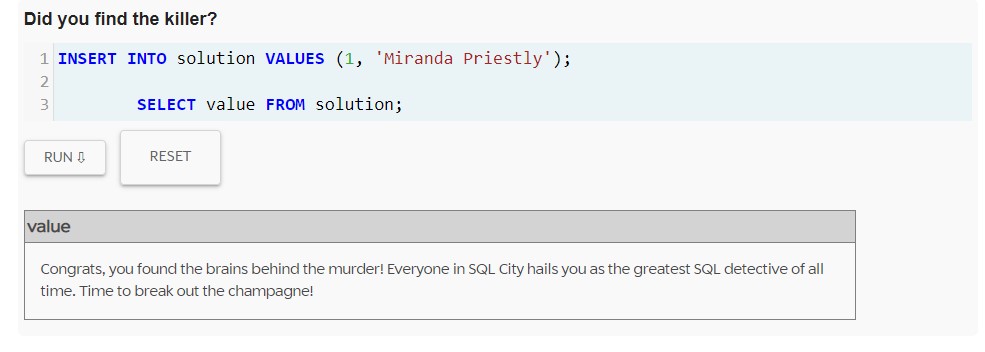 Did you find the killer?
1 INSERT INTO solution VALUES (1, 'Miranda Priestly');
2
3 SELECT value FROM solution;
RUN ⇩
RESET
value
Congrats, you found the brains behind the murder! Everyone in SQL City hails you as the greatest SQL detective of all
time. Time to break out the champagne!